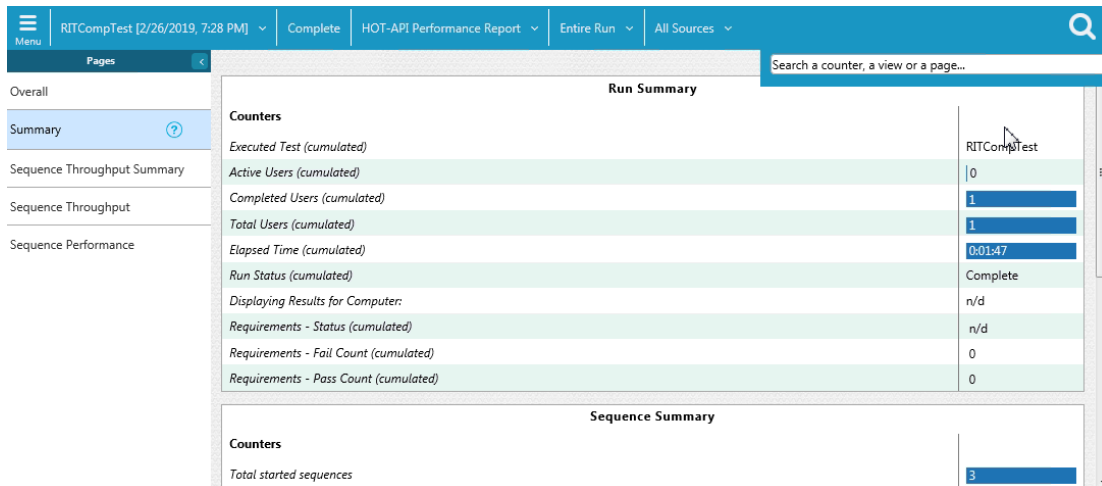 Menu
RITCompTest [2/26/2019, 7:28 PM]
Complete
HOT-API Performance Report
Entire Run
All Sources
Search a counter, a view or a page...
Pages
Overall
Summary ?
Sequence Throughput Summary
Sequence Throughput
Sequence Performance
Run Summary
Counters
Executed Test (cumulated) RITCompTest
Active Users (cumulated) 0
Completed Users (cumulated) 1
Total Users (cumulated) 1
Elapsed Time (cumulated) 0:01:47
Run Status (cumulated) Complete
Displaying Results for Computer: n/d
Requirements - Status (cumulated) n/d
Requirements - Fail Count (cumulated) 0
Requirements - Pass Count (cumulated) 0
Sequence Summary
Counters
Total started sequences 3